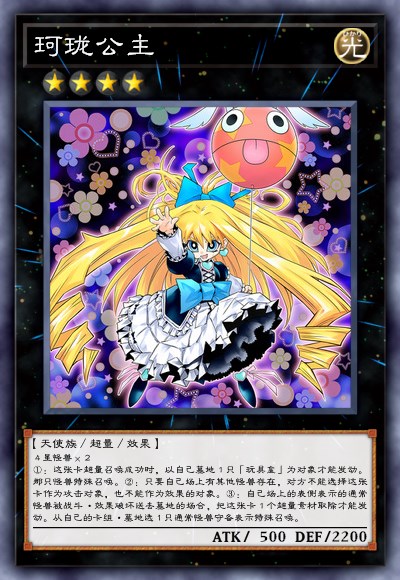 珂珑公主
光
【天使族／超量／效果】
４星怪兽×２
①：这张卡超量召唤成功时，以自己墓地１只「玩具盒」为对象才能发动。
那只怪兽特殊召唤。②：只要自己场上有其他怪兽存在，对方不能选择这张
卡作为攻击对象，也不能作为效果的对象。③：自己场上的表侧表示的通常
怪兽被战斗·效果破坏送去墓地的场合，把这张卡１个超量素材取除才能发
动。从自己的卡组·墓地选１只通常怪兽守备表示特殊召唤。
ATK/ 500 DEF/2200